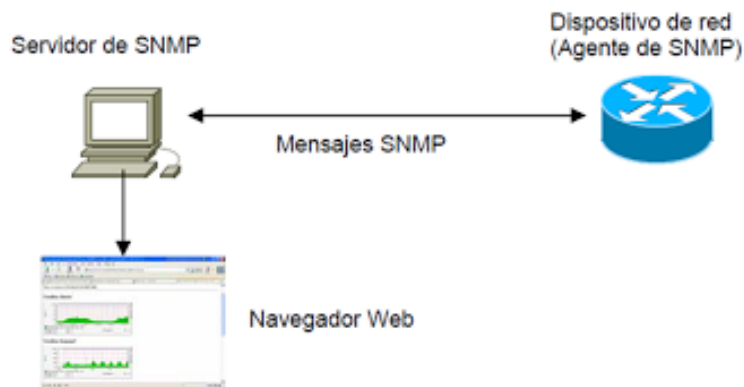 Servidor de SNMP
Dispositivo de red
(Agente de SNMP)
Mensajes SNMP
Navegador Web